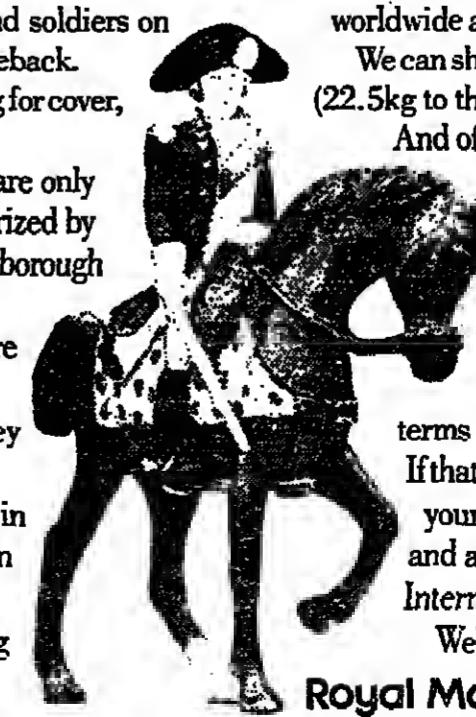 nd soldiers on
eback.
g for cover,
are only
rized by
borough
re
ey
in
n
g
worldwide a
We can sh
(22.5kg to th
And of
terms
If that
your
and a
Intern
We
Royal Ma